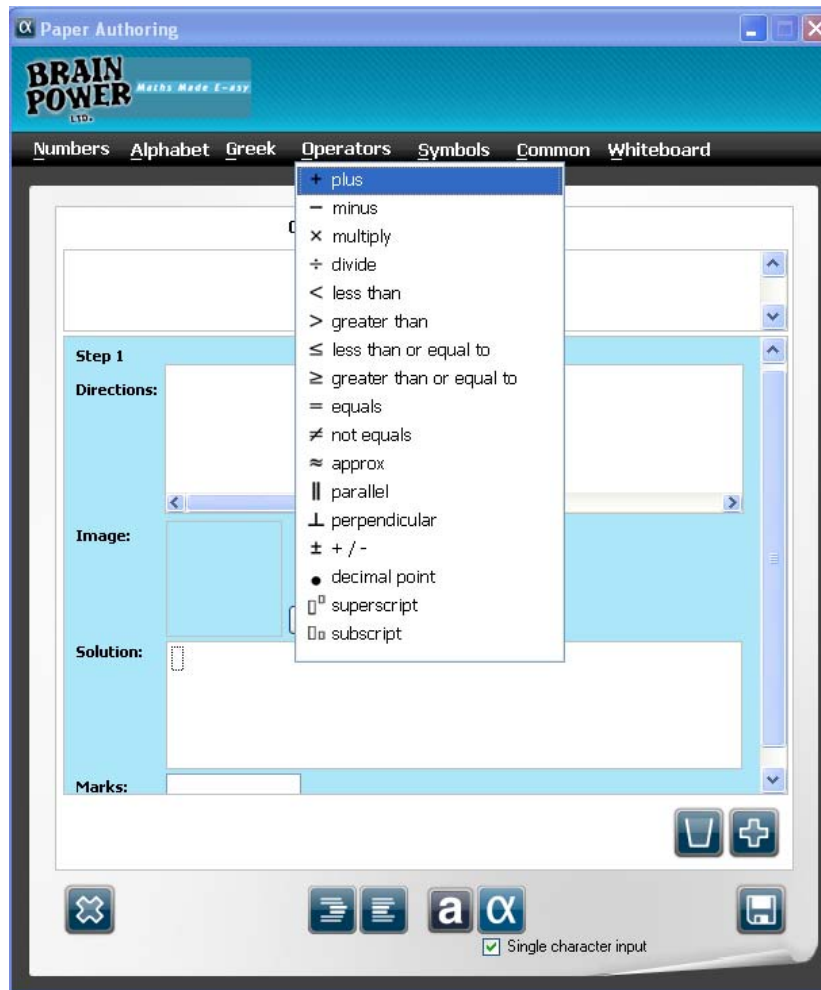 α Paper Authoring
BRAIN
POWER
LTD.
Maths Made E-asy
Numbers Alphabet Greek Operators Symbols Common Whiteboard
+ plus
− minus
× multiply
÷ divide
< less than
> greater than
≤ less than or equal to
≥ greater than or equal to
= equals
≠ not equals
≈ approx
∥ parallel
⊥ perpendicular
± + / -
● decimal point
▯▫ superscript
▯▫ subscript
Step 1
Directions:
Image:
Solution:
Marks:
a α
Single character input